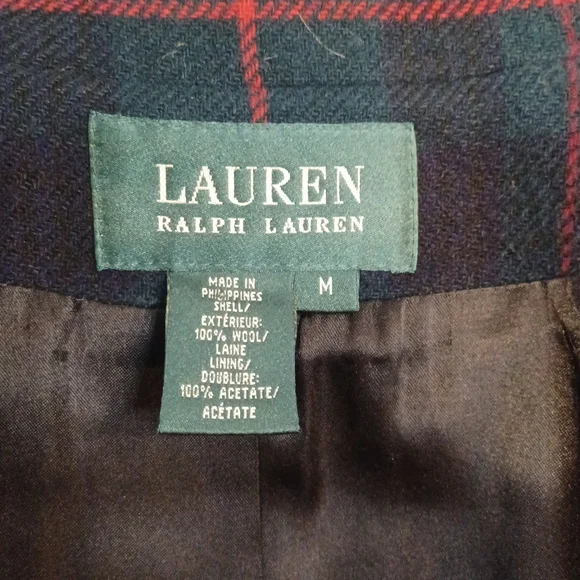 LAUREN
RALPH LAUREN
M
MADE IN
PHILIPPINES
SHELL/
EXTÉRIEUR:
100% WOOL/
LAINE
LINING/
DOUBLURE:
100% ACETATE/
ACÉTATE